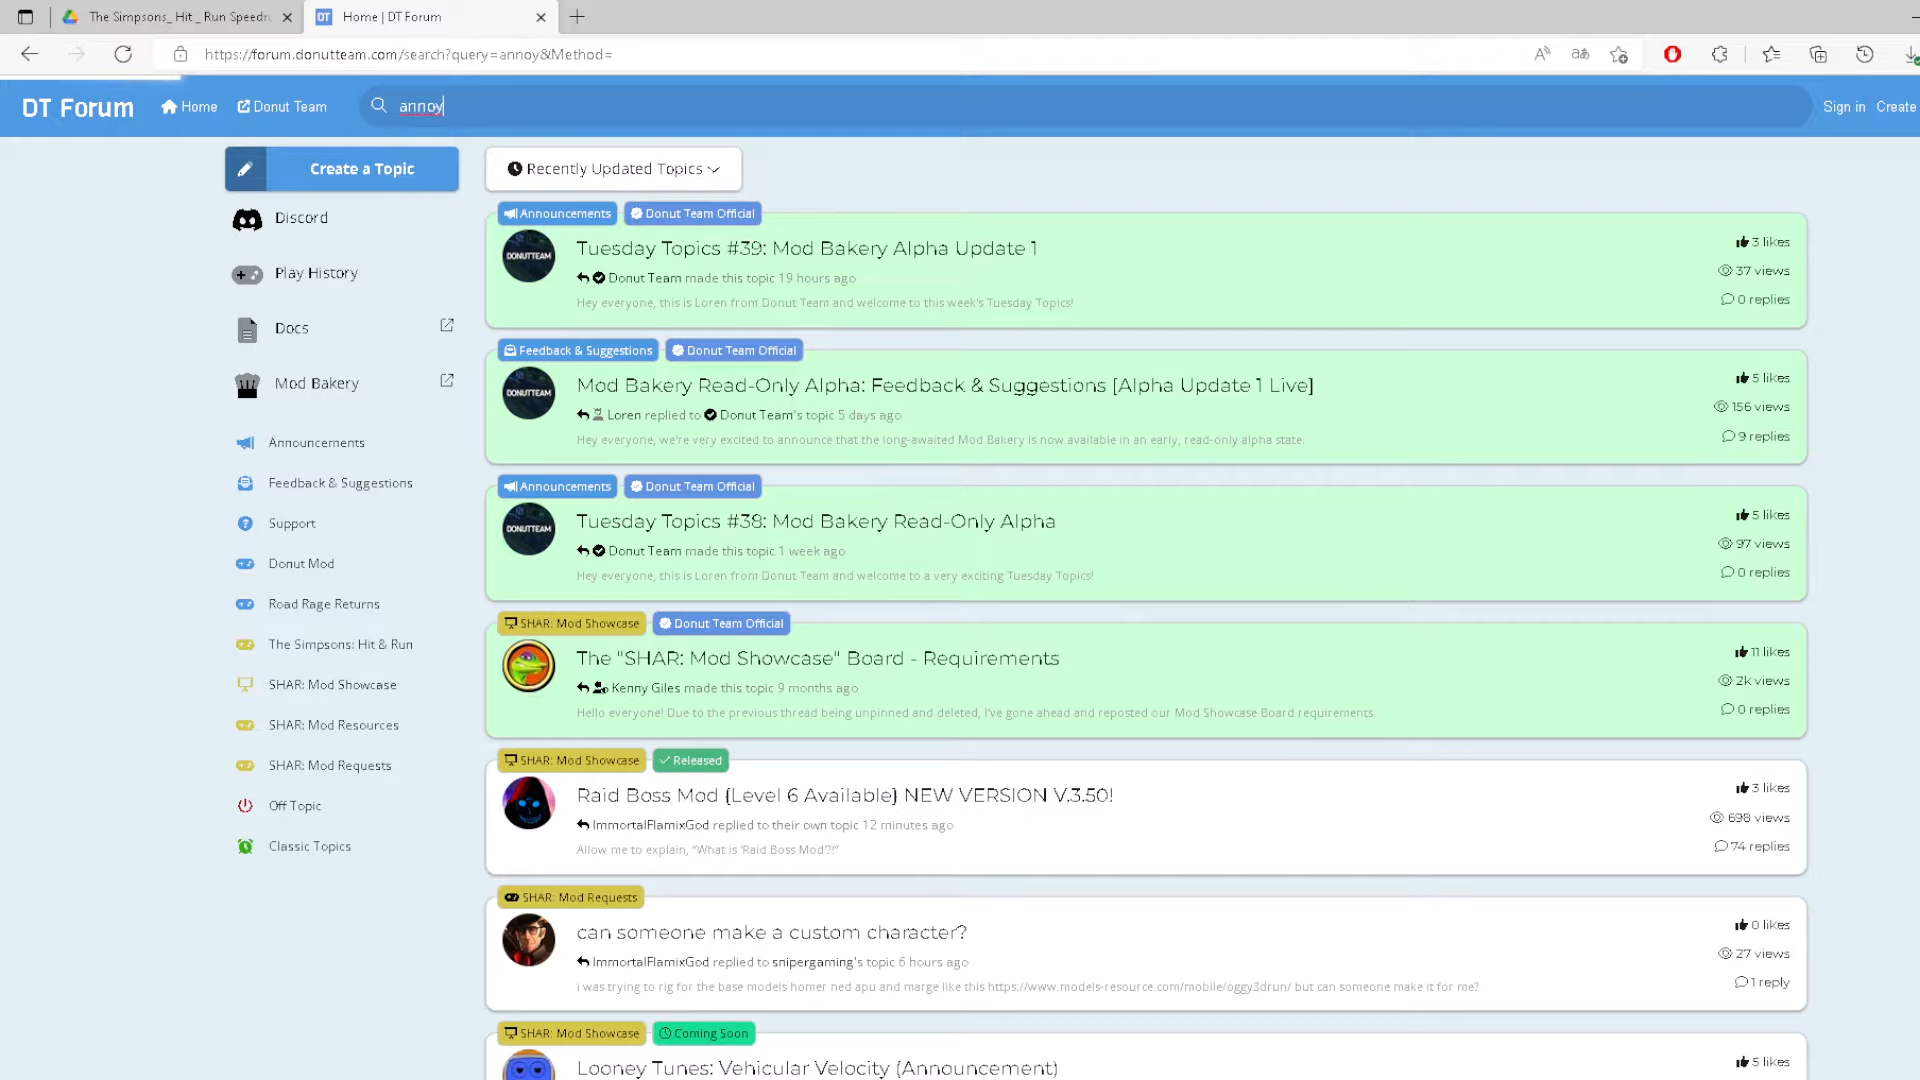 The Simpsons_ Hit _ Run Speedru
Home | DT Forum
https://forum.donutteam.com/search?query=annoy&Method=
DT Forum
Home
Donut Team
annoy
Sign in
Create
Create a Topic
Discord
Play History
Docs
Mod Bakery
Announcements
Feedback & Suggestions
Support
Donut Mod
Road Rage Returns
The Simpsons: Hit & Run
SHAR: Mod Showcase
SHAR: Mod Resources
SHAR: Mod Requests
Off Topic
Classic Topics
Recently Updated Topics
Announcements Donut Team Official
DONUTTEAM
Tuesday Topics #39: Mod Bakery Alpha Update 1
Donut Team made this topic 19 hours ago
Hey everyone, this is Loren from Donut Team and welcome to this week's Tuesday Topics!
3 likes
37 views
0 replies
Feedback & Suggestions Donut Team Official
DONUTTEAM
Mod Bakery Read-Only Alpha: Feedback & Suggestions [Alpha Update 1 Live]
Loren replied to Donut Team's topic 5 days ago
Hey everyone, we're very excited to announce that the long-awaited Mod Bakery is now available in an early, read-only alpha state.
5 likes
156 views
9 replies
Announcements Donut Team Official
DONUTTEAM
Tuesday Topics #38: Mod Bakery Read-Only Alpha
Donut Team made this topic 1 week ago
Hey everyone, this is Loren from Donut Team and welcome to a very exciting Tuesday Topics!
5 likes
97 views
0 replies
SHAR: Mod Showcase Donut Team Official
The "SHAR: Mod Showcase" Board - Requirements
Kenny Giles made this topic 9 months ago
Hello everyone! Due to the previous thread being unpinned and deleted, I've gone ahead and reposted our Mod Showcase Board requirements.
11 likes
2k views
0 replies
SHAR: Mod Showcase Released
Raid Boss Mod {Level 6 Available} NEW VERSION V.3.50!
ImmortalFlamixGod replied to their own topic 12 minutes ago
Allow me to explain, "What is 'Raid Boss Mod'?!"
3 likes
698 views
74 replies
SHAR: Mod Requests
can someone make a custom character?
ImmortalFlamixGod replied to snipergaming's topic 6 hours ago
i was trying to rig for the base models homer ned apu and marge like this https://www.models-resource.com/mobile/oggy3drun/ but can someone make it for me?
0 likes
27 views
1 reply
SHAR: Mod Showcase Coming Soon
Looney Tunes: Vehicular Velocity (Announcement)
5 likes